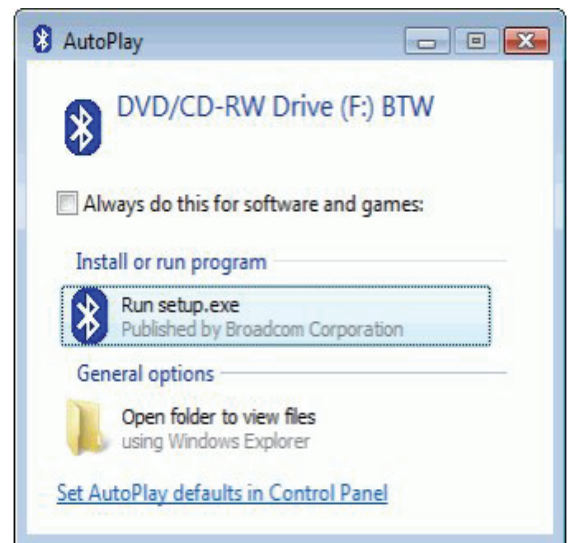 AutoPlay
DVD/CD-RW Drive (F:) BTW
Always do this for software and games:
Install or run program
Run setup.exe
Published by Broadcom Corporation
General options
Open folder to view files
using Windows Explorer
Set AutoPlay defaults in Control Panel